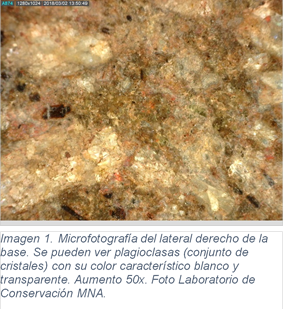 A674 1280x1024 2018/03/02 13:50:49
Imagen 1. Microfotografía del lateral derecho de la
base. Se pueden ver plagioclasas (conjunto de
cristales) con su color característico blanco y
transparente. Aumento 50x. Foto Laboratorio de
Conservación MNA.